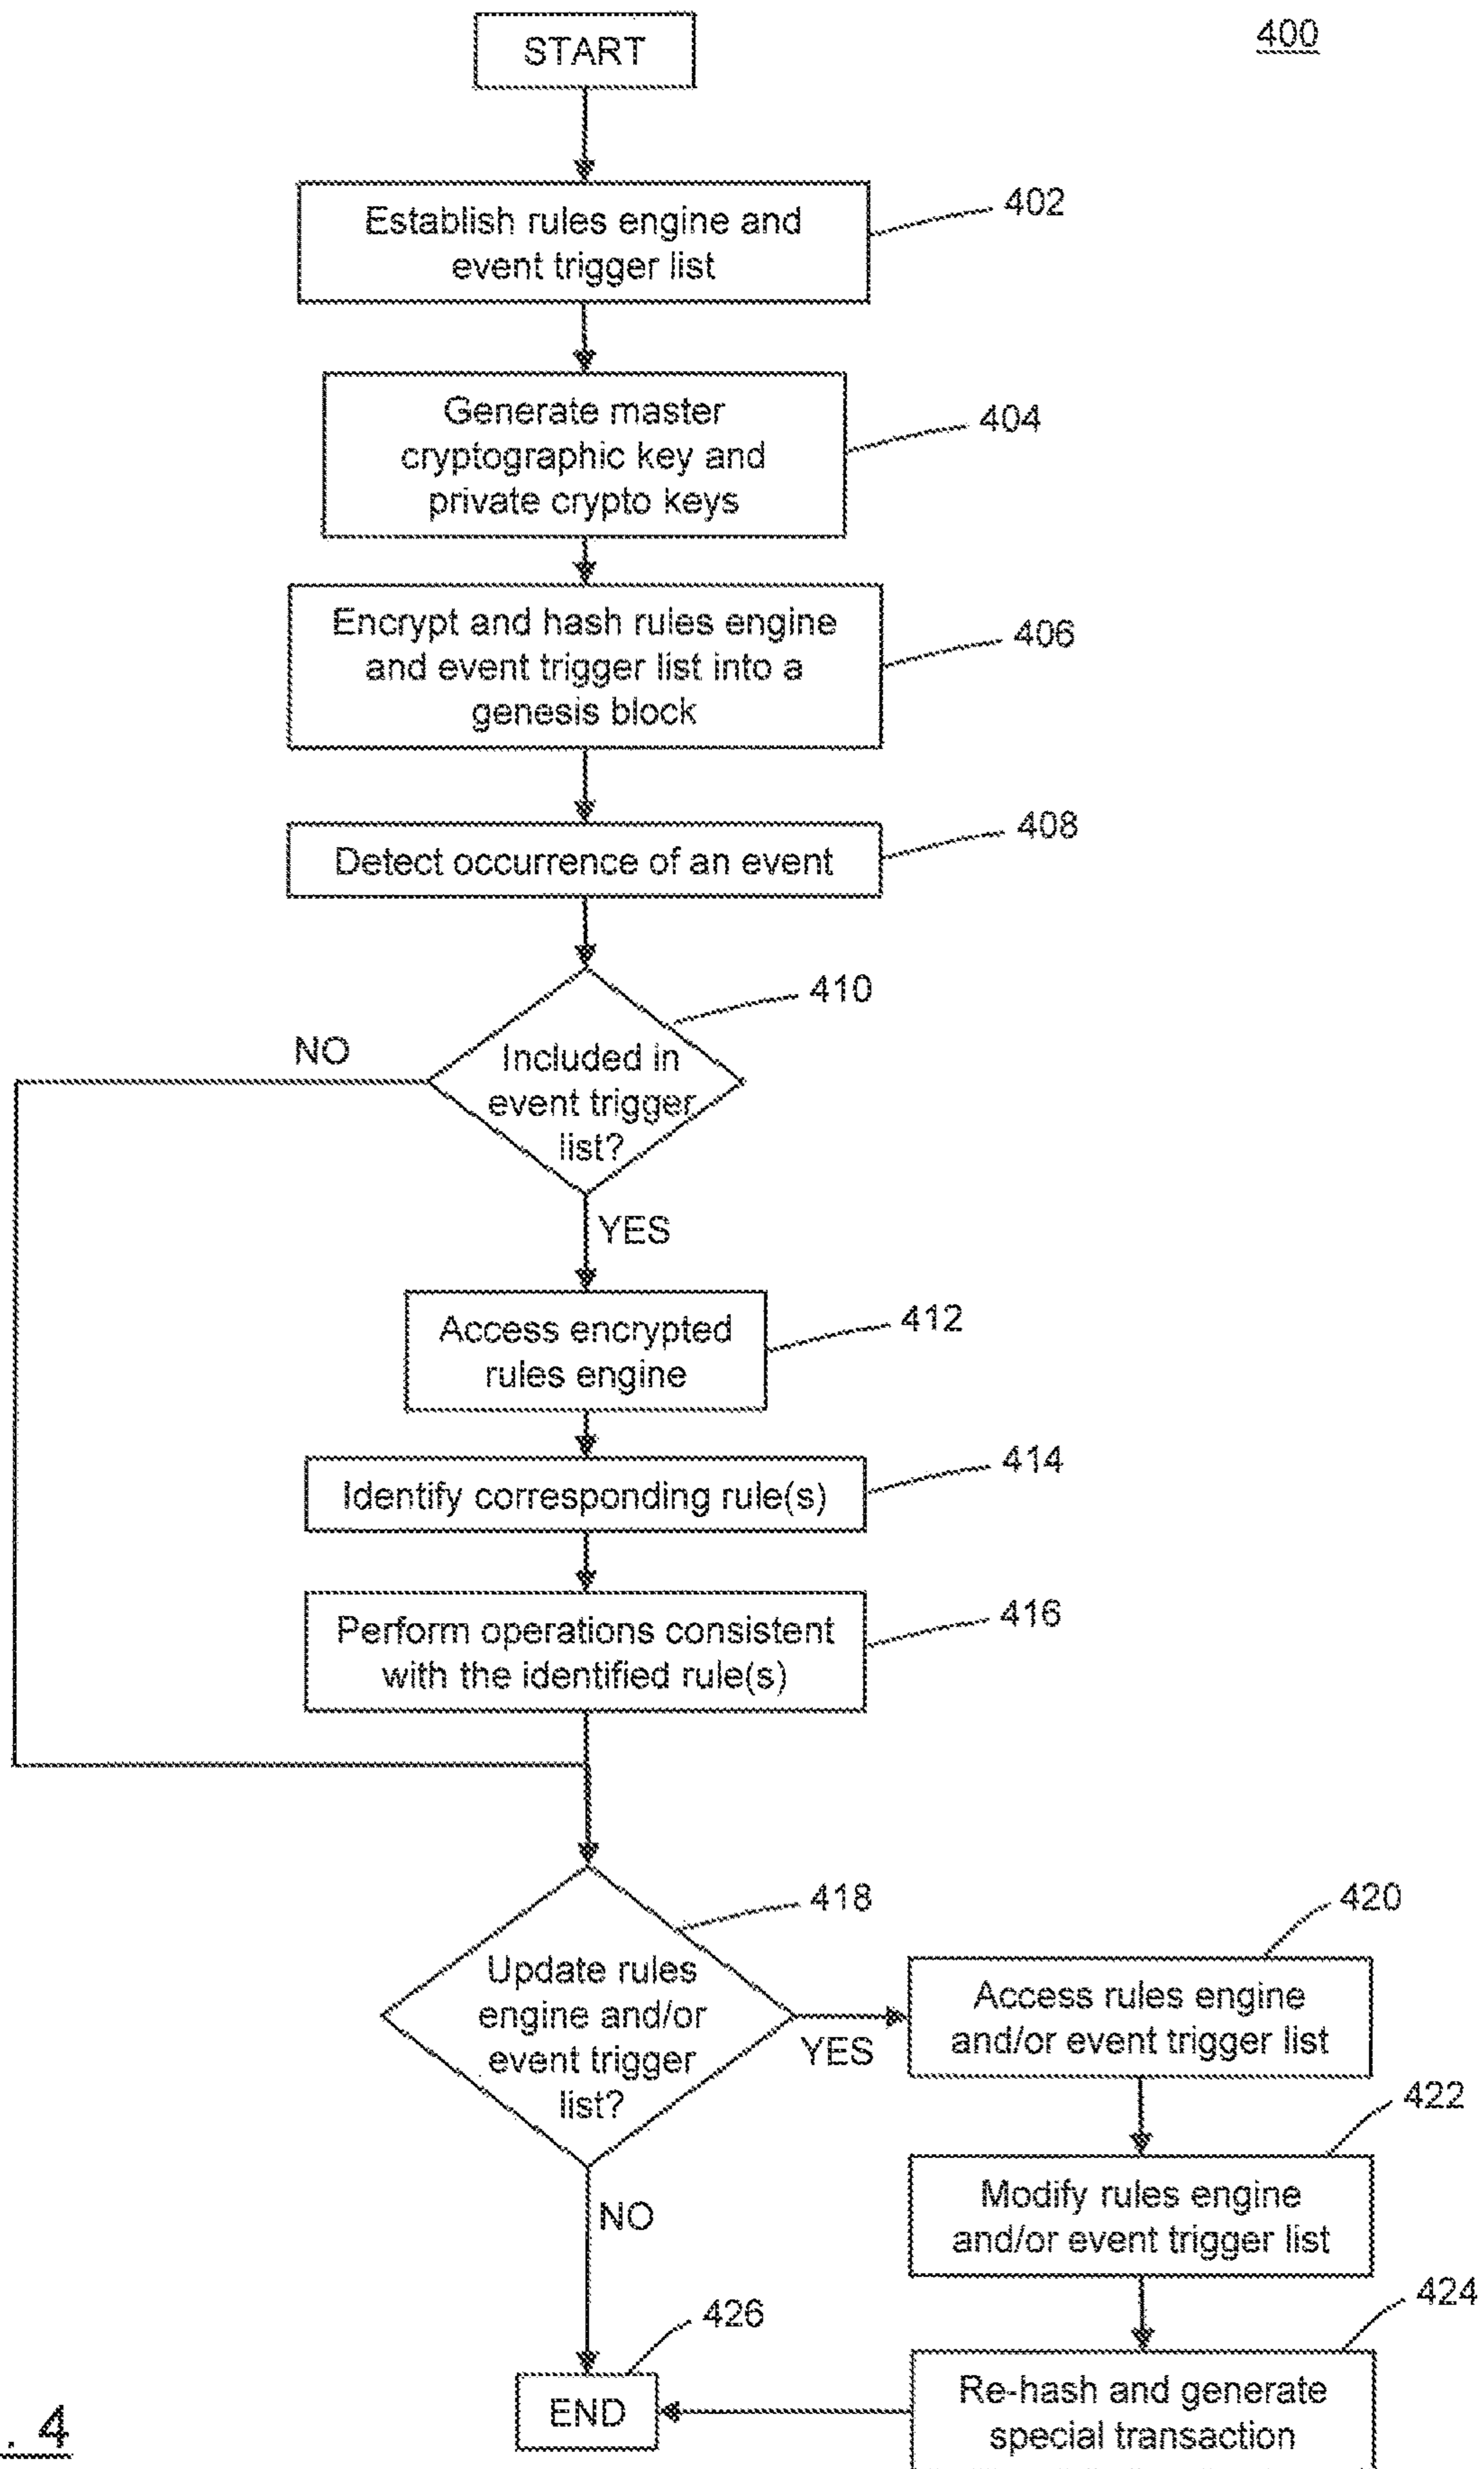 400
START
402
Establish rules engine and
event trigger list
404
Generate master
cryptographic key and
private crypto keys
406
Encrypt and hash rules engine
and event trigger list into a
genesis block
408
Detect occurrence of an event
410
Included in
event trigger
list?
NO
YES
412
Access encrypted
rules engine
414
Identify corresponding rule(s)
416
Perform operations consistent
with the identified rule(s)
418
Update rules
engine and/or
event trigger
list?
YES
420
Access rules engine
and/or event trigger list
422
Modify rules engine
and/or event trigger list
424
Re-hash and generate
special transaction
NO
426
END
. 4